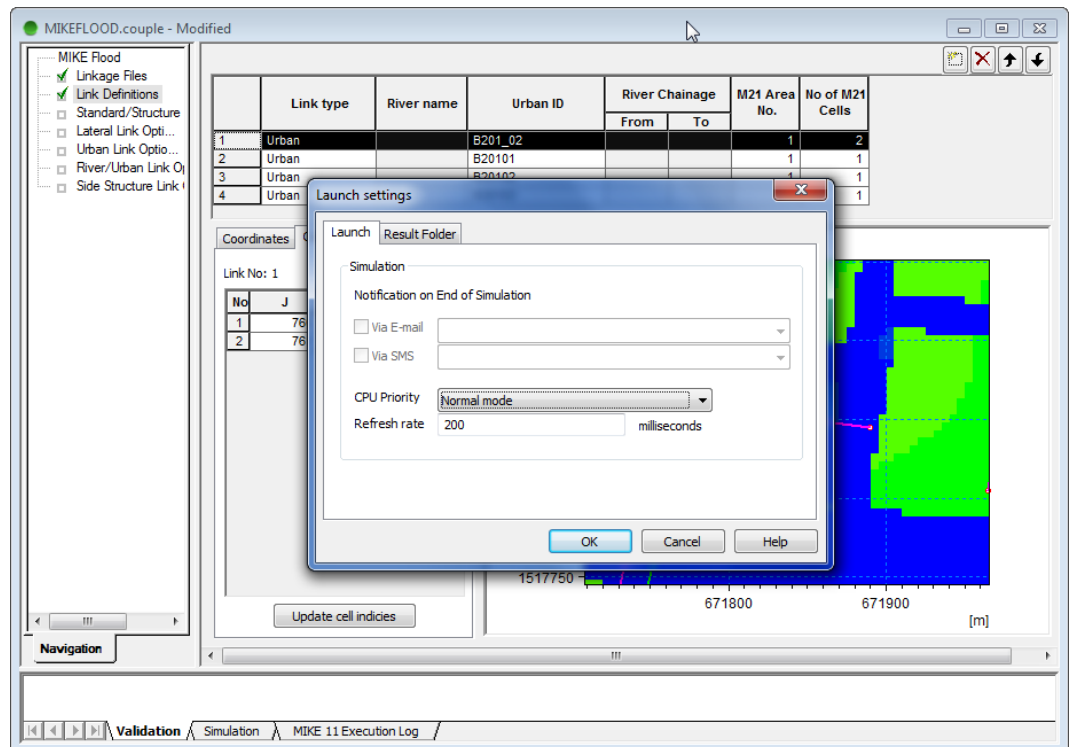 MIKEFLOOD.couple - Modified
MIKE Flood
Linkage Files
Link Definitions
Standard/Structure
Lateral Link Opti...
Urban Link Optio...
River/Urban Link O
Side Structure Link
Link type River name Urban ID River Chainage M21 Area No. No of M21 Cells
From To
1 Urban B201_02 1 2
2 Urban B20101 1 1
3 Urban B20102 1 1
4 Urban 1
Launch settings
Launch Result Folder
Coordinates
Simulation
Link No: 1
Notification on End of Simulation
No J
1 76
2 76
Via E-mail
Via SMS
CPU Priority Normal mode
Refresh rate 200 milliseconds
OK Cancel Help
1517750
671800 671900
[m]
Update cell indicies
Navigation
Validation Simulation MIKE 11 Execution Log